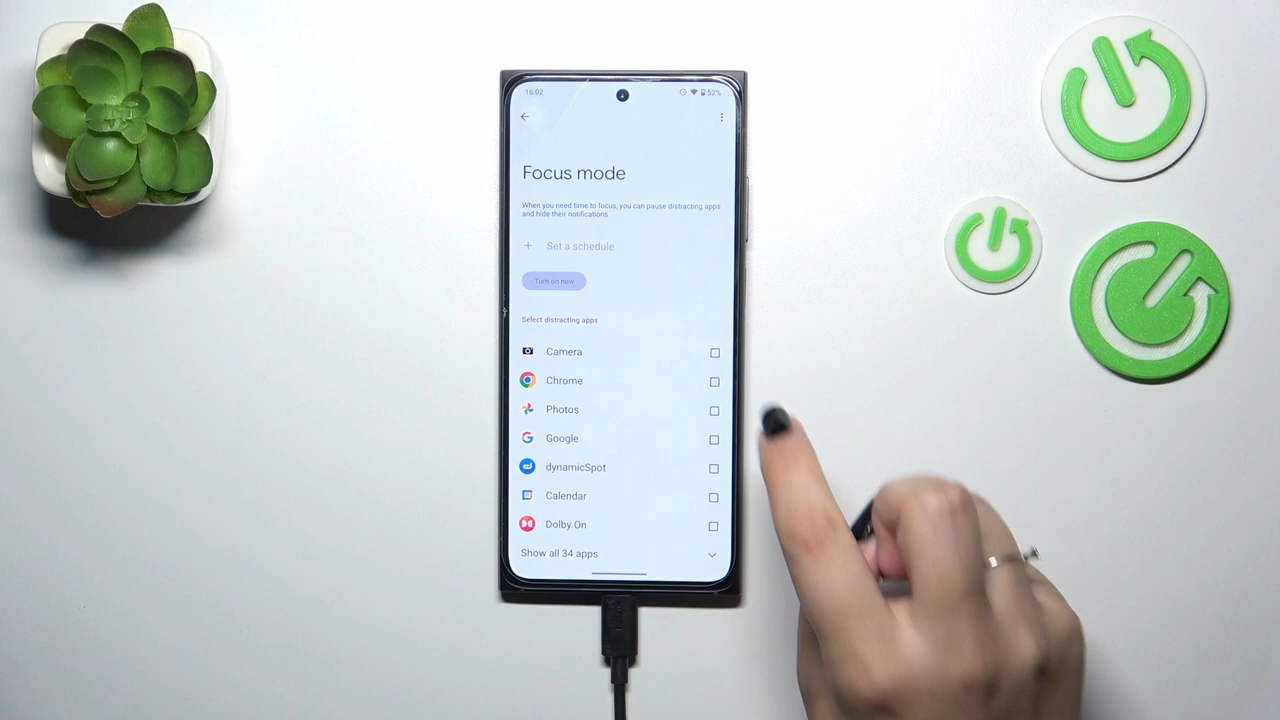 16:02
52%
Focus mode
When you need time to focus, you can pause distracting apps
and hide their notifications
+ Set a schedule
Turn on now
Select distracting apps
Camera
Chrome
Photos
Google
dynamicSpot
Calendar
Dolby On
Show all 34 apps